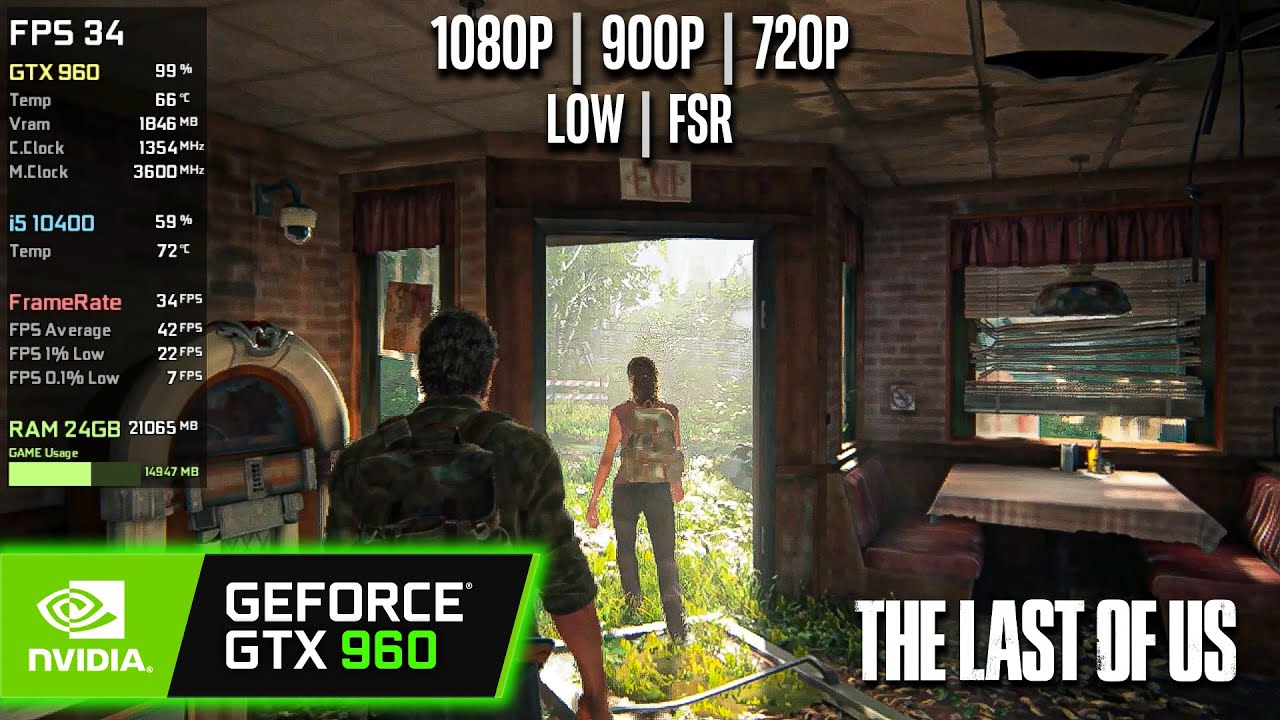 FPS 34
GTX 960 99 %
Temp 66 °C
Vram 1846 MB
C.Clock 1354 MHz
M.Clock 3600 MHz
i5 10400 59 %
Temp 72 °C
FrameRate 34 FPS
FPS Average 42 FPS
FPS 1% Low 22 FPS
FPS 0.1% Low 7 FPS
RAM 24GB 21065 MB
GAME Usage
14947 MB
1080P | 900P | 720P
LOW | FSR
EXIT
NVIDIA®
GEFORCE®
GTX 960
THE LAST OF US